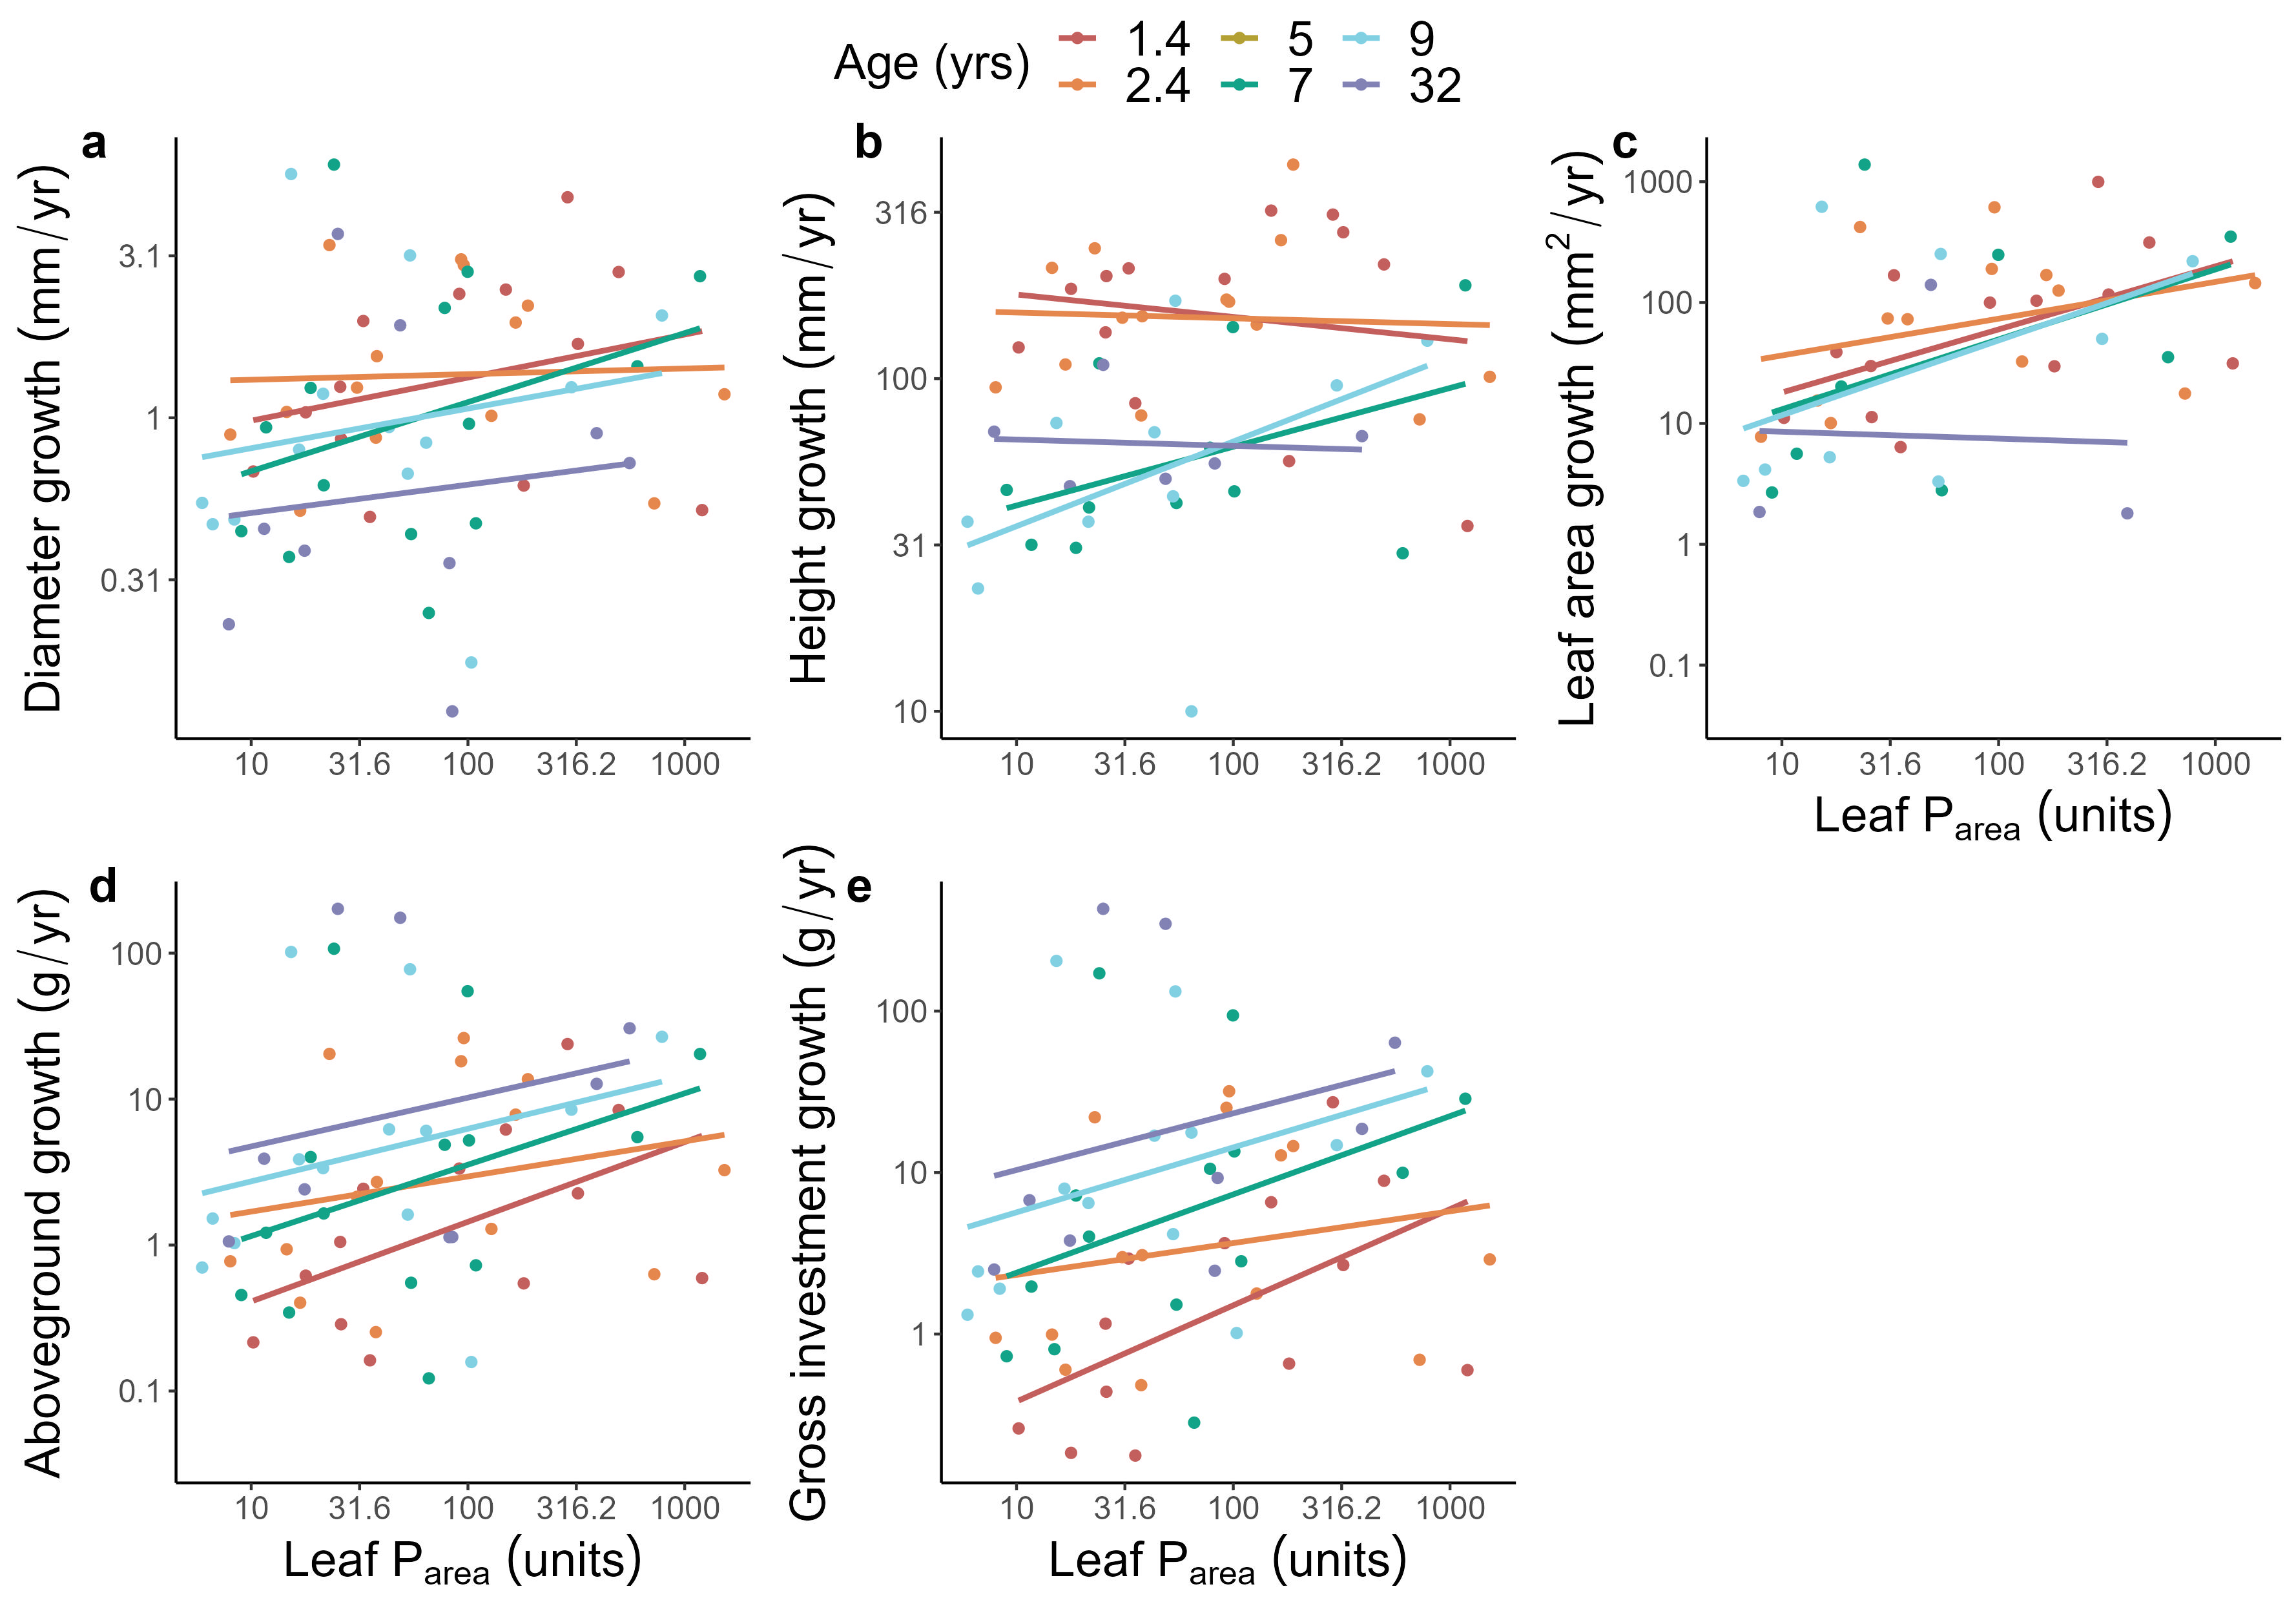 Age (yrs) 1.4 5 9
2.4 7 32
a
Diameter growth (mm/yr)
3.1
1
0.31
10 31.6 100 316.2 1000
b
Height growth (mm/yr)
316
100
31
10
10 31.6 100 316.2 1000
c
Leaf area growth (mm²/yr)
1000
100
10
1
0.1
10 31.6 100 316.2 1000
Leaf Parea (units)
d
Aboveground growth (g/yr)
100
10
1
0.1
10 31.6 100 316.2 1000
Leaf Parea (units)
e
Gross investment growth (g/yr)
100
10
1
10 31.6 100 316.2 1000
Leaf Parea (units)